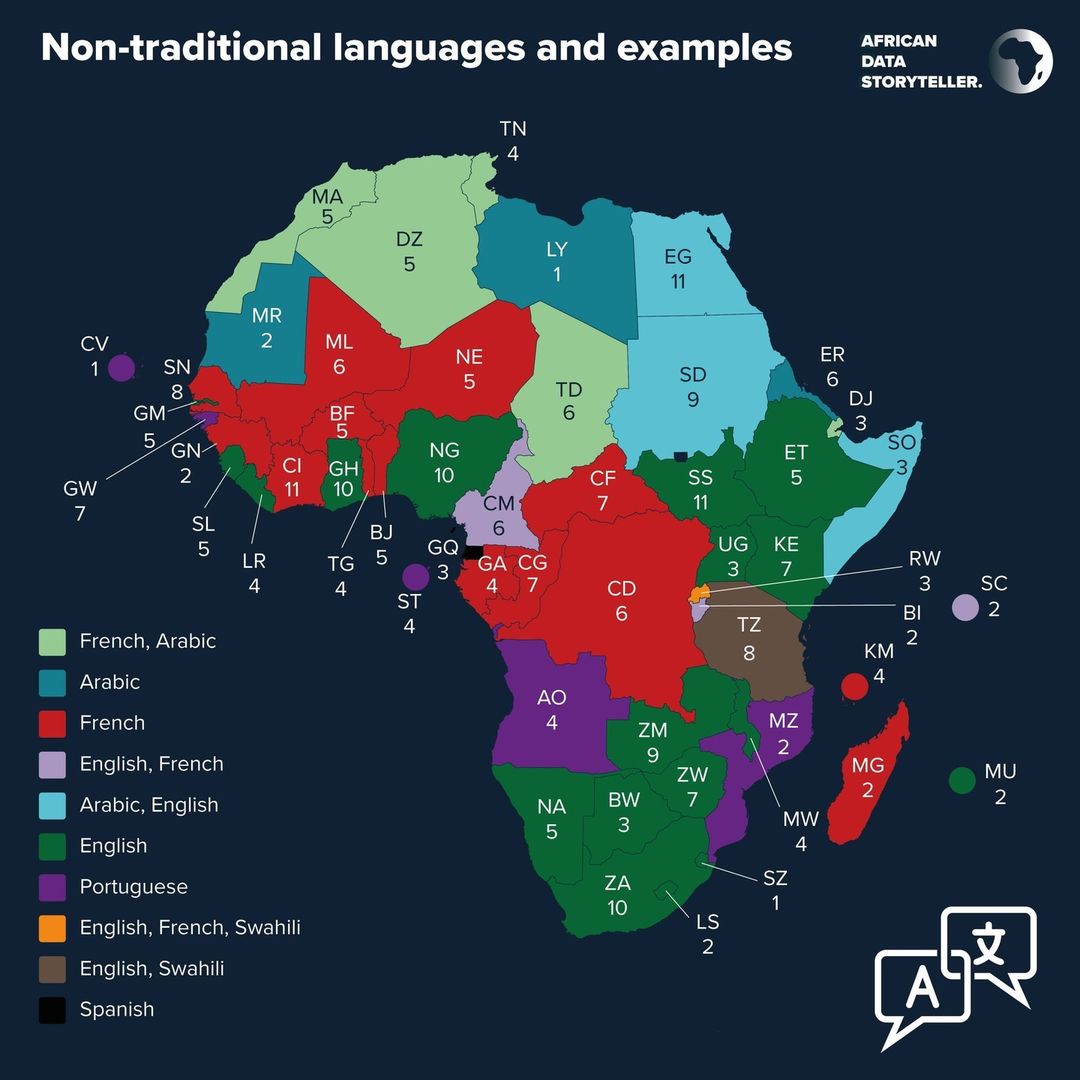 Non-traditional languages and examples
AFRICAN
DATA
STORYTELLER.
TN
4
MA
5
DZ
5
LY
1
EG
11
MR
2
ML
6
NE
5
TD
6
SD
9
CV
1
SN
8
GM
5
GN
2
GW
7
BF
5
CI
11
GH
10
NG
10
CM
6
CF
7
SS
11
ET
5
ER
6
DJ
3
SO
3
SL
5
LR
4
TG
4
BJ
5
GQ
3
ST
4
GA
4
CG
7
CD
6
UG
3
KE
7
RW
3
BI
2
SC
2
TZ
8
KM
4
AO
4
ZM
9
MZ
2
MG
2
MU
2
MW
4
NA
5
BW
3
ZW
7
ZA
10
SZ
1
LS
2
French, Arabic
Arabic
French
English, French
Arabic, English
English
Portuguese
English, French, Swahili
English, Swahili
Spanish
A
文